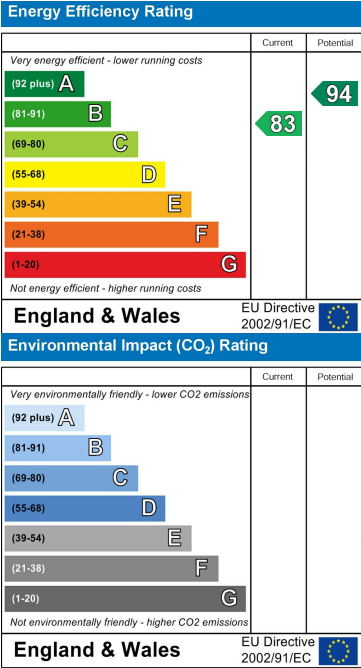 Energy Efficiency Rating
Current Potential
Very energy efficient - lower running costs
(92 plus) A
94
(81-91) B
83
(69-80) C
(55-68) D
(39-54) E
(21-38) F
(1-20) G
Not energy efficient - higher running costs
England & Wales
EU Directive
2002/91/EC
Environmental Impact (CO₂) Rating
Current Potential
Very environmentally friendly - lower CO2 emissions
(92 plus) A
(81-91) B
(69-80) C
(55-68) D
(39-54) E
(21-38) F
(1-20) G
Not environmentally friendly - higher CO2 emissions
England & Wales
EU Directive
2002/91/EC